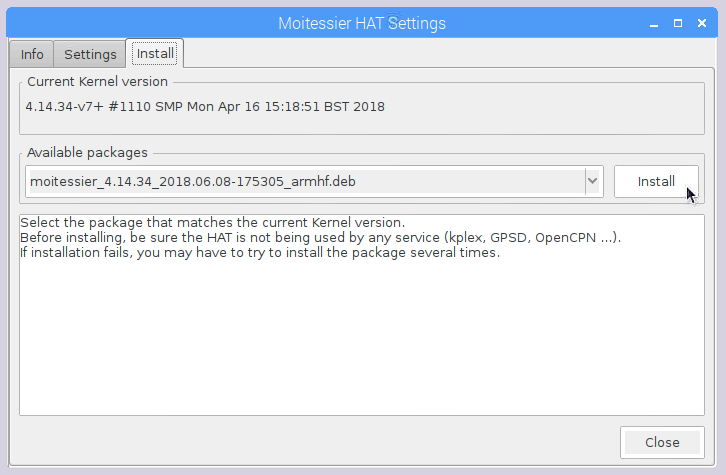 Moitessier HAT Settings
Info Settings Install
Current Kernel version
4.14.34-v7+ #1110 SMP Mon Apr 16 15:18:51 BST 2018
Available packages
moitessier_4.14.34_2018.06.08-175305_armhf.deb Install
Select the package that matches the current Kernel version.
Before installing, be sure the HAT is not being used by any service (kplex, GPSD, OpenCPN ...).
If installation fails, you may have to try to install the package several times.
Close